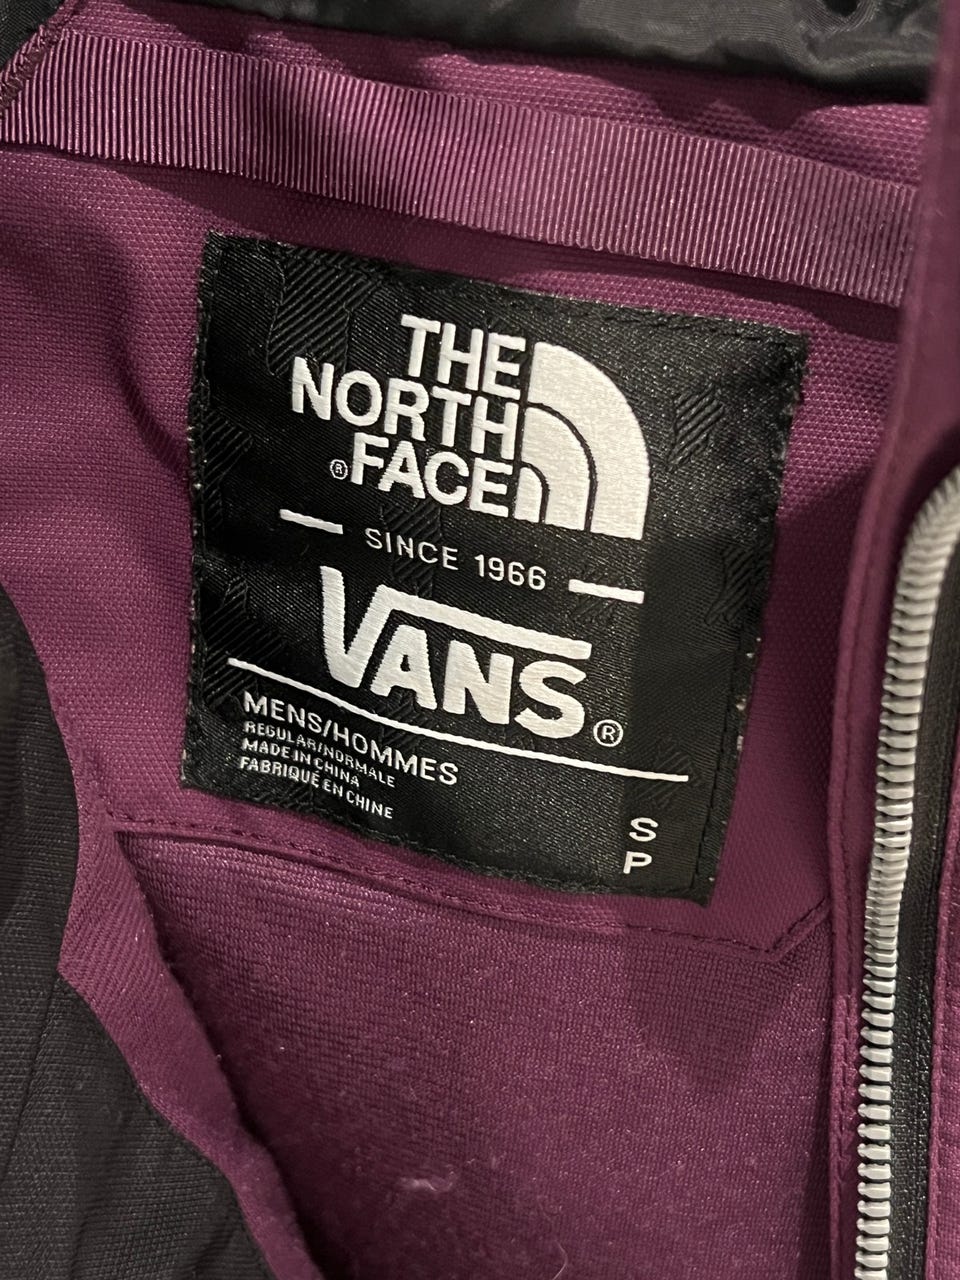 THE
NORTH
®FACE
SINCE 1966
VANS®
MENS/HOMMES
REGULAR/NORMALE
MADE IN CHINA
FABRIQUÉ EN CHINE
S
P